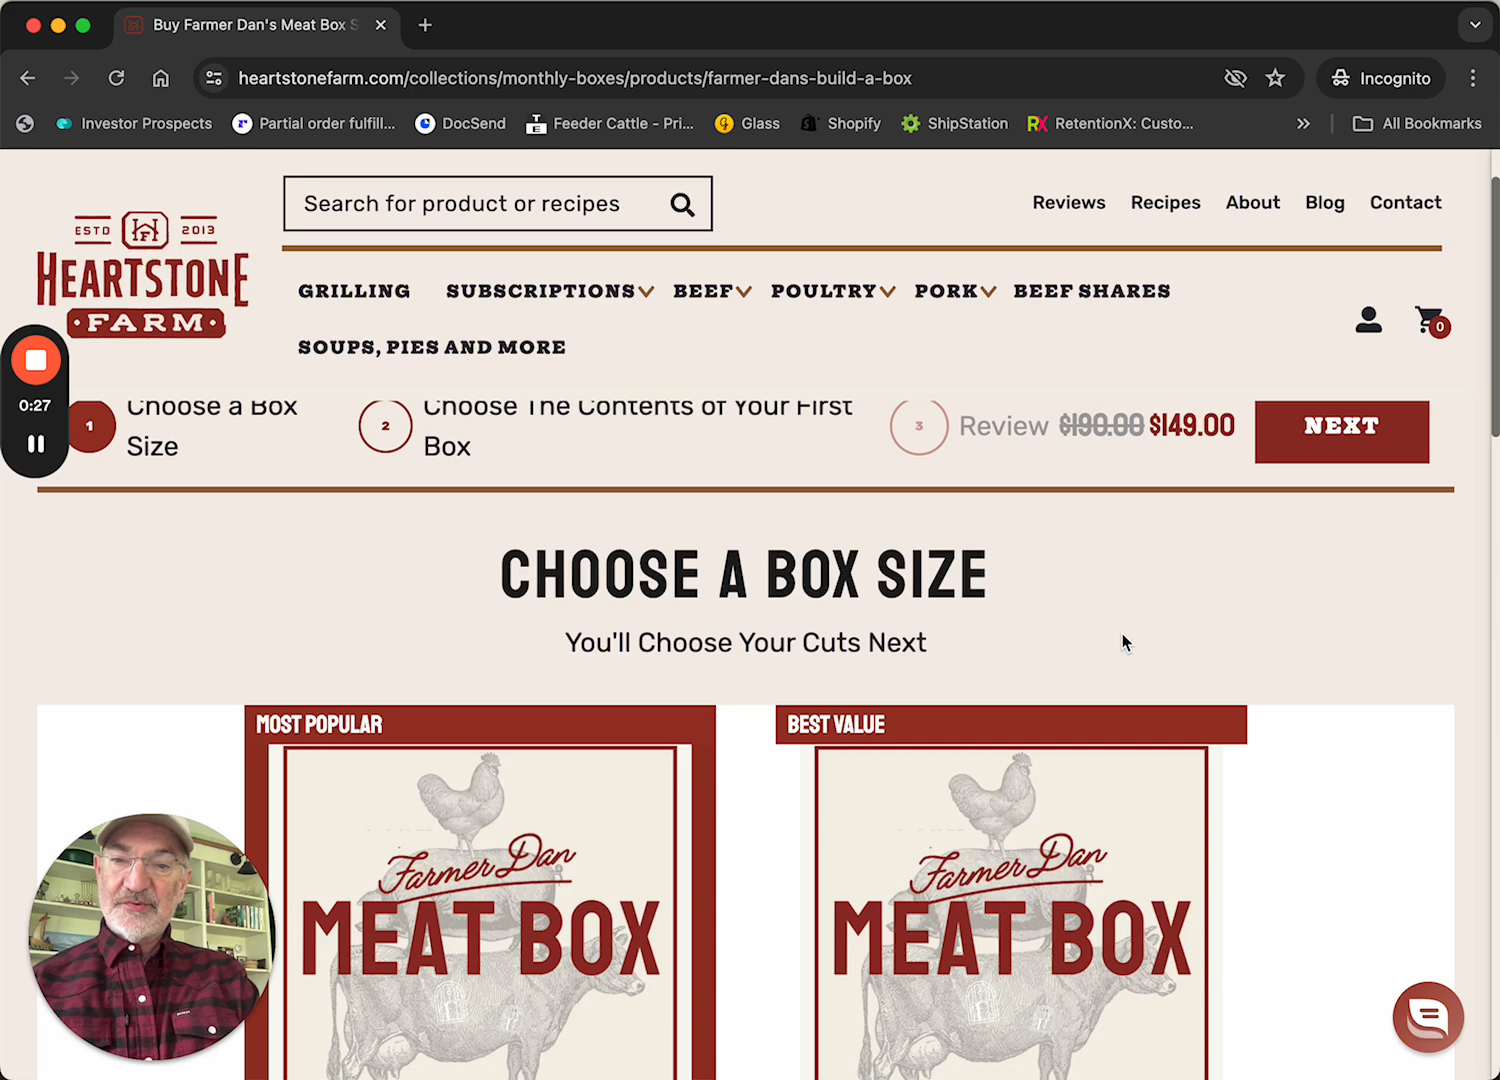 Buy Farmer Dan's Meat Box S
heartstonefarm.com/collections/monthly-boxes/products/farmer-dans-build-a-box
Incognito
Investor Prospects
Partial order fulfill...
DocSend
Feeder Cattle - Pri...
Glass
Shopify
ShipStation
RX RetentionX: Custo...
All Bookmarks
Search for product or recipes
Reviews
Recipes
About
Blog
Contact
ESTD HF 2013
HEARTSTONE
· FARM ·
GRILLING
SUBSCRIPTIONS
BEEF
POULTRY
PORK
BEEF SHARES
SOUPS, PIES AND MORE
0
0:27
1
Choose a Box
Size
2
Choose The Contents of Your First
Box
3
Review $190.00 $149.00
NEXT
CHOOSE A BOX SIZE
You'll Choose Your Cuts Next
MOST POPULAR
Farmer Dan
MEAT BOX
BEST VALUE
Farmer Dan
MEAT BOX